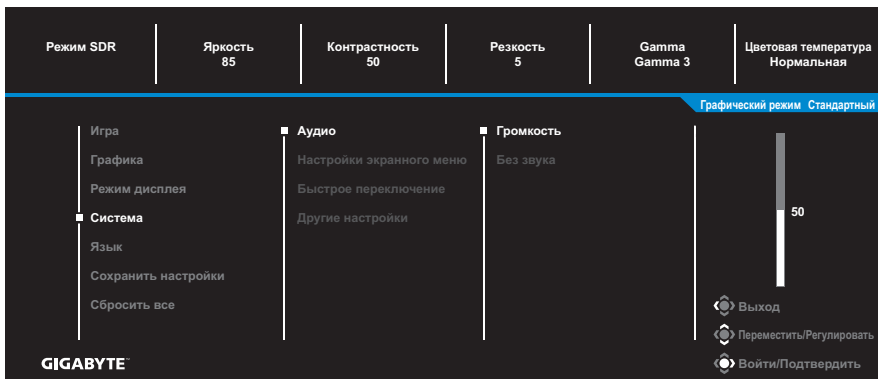 Режим SDR
Яркость
85
Контрастность
50
Резкость
5
Gamma
Gamma 3
Цветовая температура
Нормальная
Графический режим Стандартный
Игра
Графика
Режим дисплея
Система
Язык
Сохранить настройки
Сбросить все
Аудио
Настройки экранного меню
Быстрое переключение
Другие настройки
Громкость
Без звука
50
Выход
Переместить/Регулировать
Войти/Подтвердить
GIGABYTE™